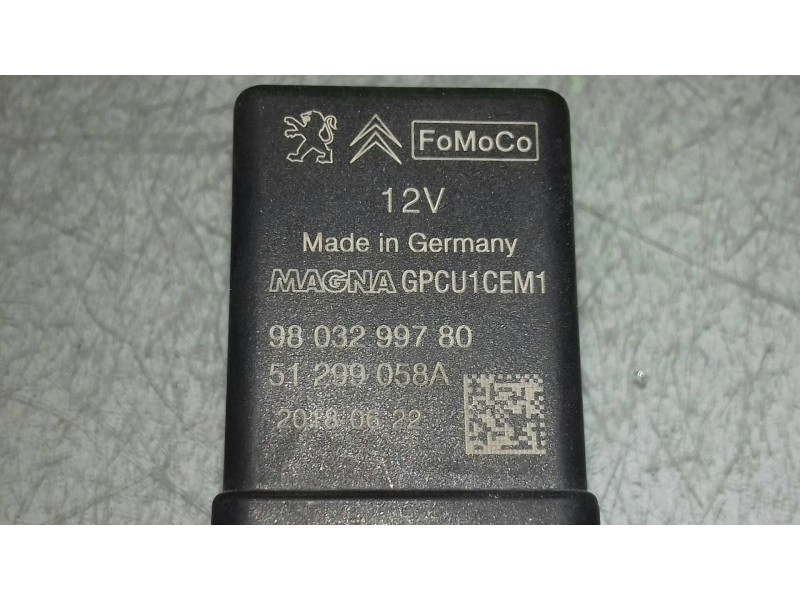 FoMoCo
12V
Made in Germany
MAGNA GPCU1CEM1
98 032 997 80
51 299 058A
2018 06 22